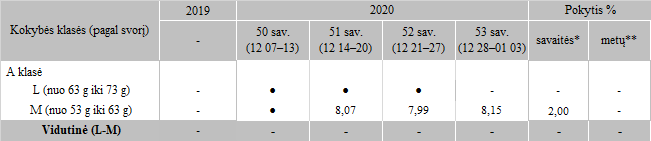 Kokybės klasės (pagal svorį) 2019 2020 Pokytis %
- 50 sav. (12 07–13) 51 sav. (12 14–20) 52 sav. (12 21–27) 53 sav. (12 28–01 03) savaitės* metų**
A klasė
L (nuo 63 g iki 73 g) - ● ● ● - - -
M (nuo 53 g iki 63 g) - ● 8,07 7,99 8,15 2,00 -
Vidutinė (L-M) - - - - - - -